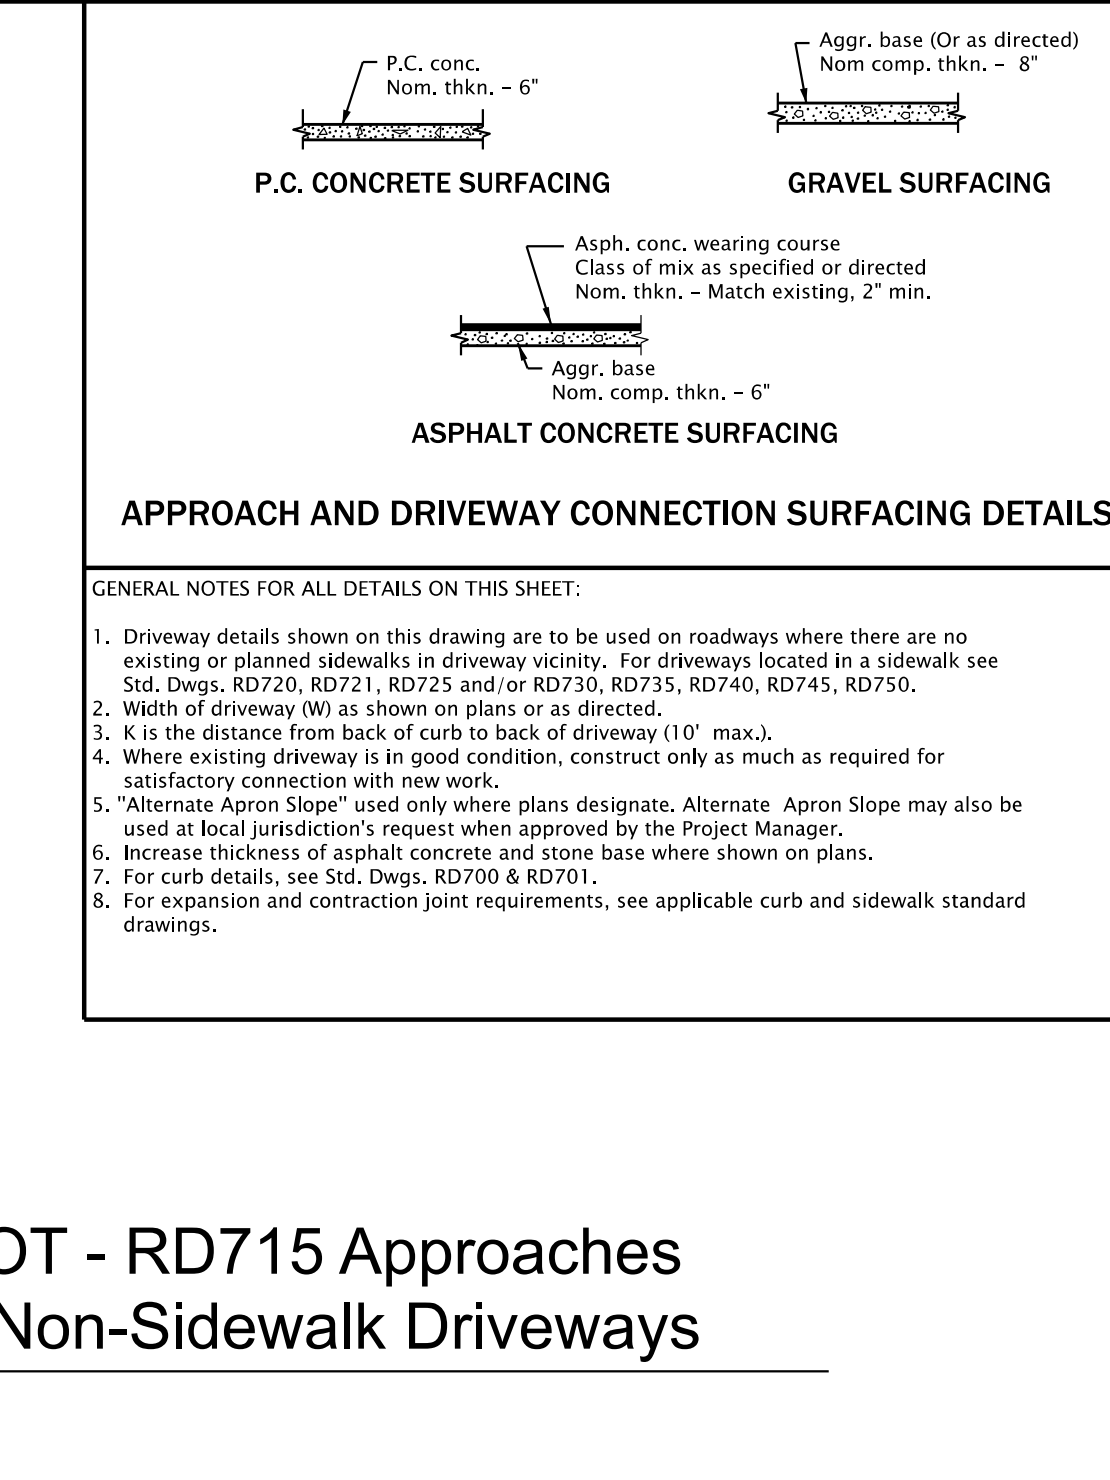 P.C. conc.
Nom. thkn. – 6"
P.C. CONCRETE SURFACING
Aggr. base (Or as directed)
Nom comp. thkn. – 8"
GRAVEL SURFACING
Asph. conc. wearing course
Class of mix as specified or directed
Nom. thkn. – Match existing, 2" min.
Aggr. base
Nom. comp. thkn. – 6"
ASPHALT CONCRETE SURFACING
APPROACH AND DRIVEWAY CONNECTION SURFACING DETAILS
GENERAL NOTES FOR ALL DETAILS ON THIS SHEET:
1. Driveway details shown on this drawing are to be used on roadways where there are no
existing or planned sidewalks in driveway vicinity. For driveways located in a sidewalk see
Std. Dwgs. RD720, RD721, RD725 and/or RD730, RD735, RD740, RD745, RD750.
2. Width of driveway (W) as shown on plans or as directed.
3. K is the distance from back of curb to back of driveway (10' max.).
4. Where existing driveway is in good condition, construct only as much as required for
satisfactory connection with new work.
5. "Alternate Apron Slope" used only where plans designate. Alternate Apron Slope may also be
used at local jurisdiction's request when approved by the Project Manager.
6. Increase thickness of asphalt concrete and stone base where shown on plans.
7. For curb details, see Std. Dwgs. RD700 & RD701.
8. For expansion and contraction joint requirements, see applicable curb and sidewalk standard
drawings.
OT - RD715 Approaches
Non-Sidewalk Driveways